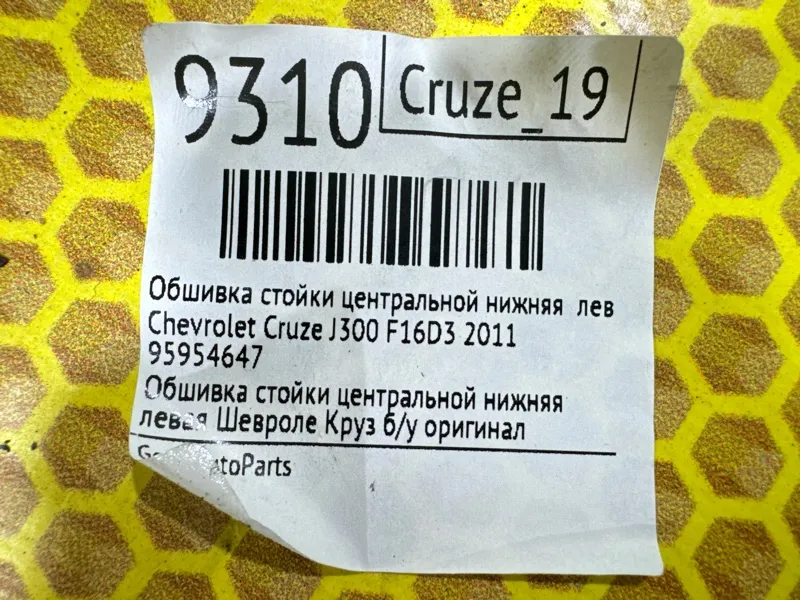 9310
Cruze_19
Обшивка стойки центральной нижняя лев
Chevrolet Cruze J300 F16D3 2011
95954647
Обшивка стойки центральной нижняя
левая Шевроле Круз б/у оригинал